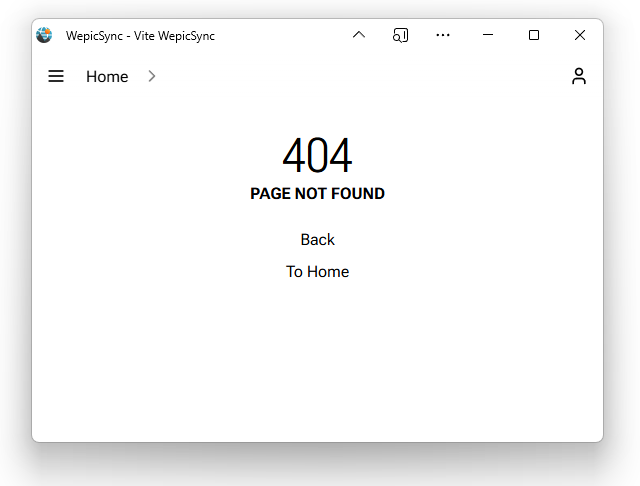 WepicSync - Vite WepicSync
Home
404
PAGE NOT FOUND
Back
To Home